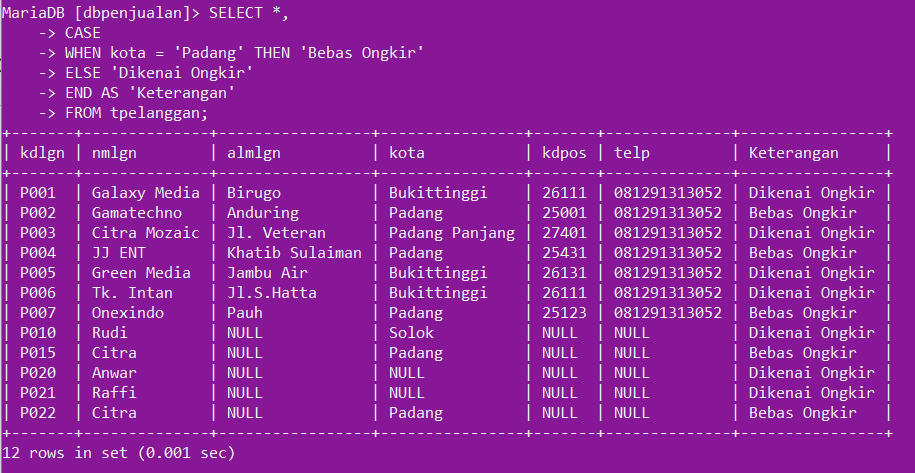 MariaDB [dbpenjualan]> SELECT *,
    -> CASE
    -> WHEN kota = 'Padang' THEN 'Bebas Ongkir'
    -> ELSE 'Dikenai Ongkir'
    -> END AS 'Keterangan'
    -> FROM tpelanggan;
+-------+--------------+-----------------+----------------+-------+--------------+----------------+
| kdlgn | nmlgn        | almlgn          | kota           | kdpos | telp         | Keterangan     |
+-------+--------------+-----------------+----------------+-------+--------------+----------------+
| P001  | Galaxy Media | Birugo          | Bukittinggi    | 26111 | 081291313052 | Dikenai Ongkir |
| P002  | Gamatechno   | Anduring        | Padang         | 25001 | 081291313052 | Bebas Ongkir   |
| P003  | Citra Mozaic | Jl. Veteran     | Padang Panjang | 27401 | 081291313052 | Dikenai Ongkir |
| P004  | JJ ENT       | Khatib Sulaiman | Padang         | 25431 | 081291313052 | Bebas Ongkir   |
| P005  | Green Media  | Jambu Air       | Bukittinggi    | 26131 | 081291313052 | Dikenai Ongkir |
| P006  | Tk. Intan    | Jl.S.Hatta      | Bukittinggi    | 26111 | 081291313052 | Dikenai Ongkir |
| P007  | Onexindo     | Pauh            | Padang         | 25123 | 081291313052 | Bebas Ongkir   |
| P010  | Rudi         | NULL            | Solok          | NULL  | NULL         | Dikenai Ongkir |
| P015  | Citra        | NULL            | Padang         | NULL  | NULL         | Bebas Ongkir   |
| P020  | Anwar        | NULL            | NULL           | NULL  | NULL         | Dikenai Ongkir |
| P021  | Raffi        | NULL            | NULL           | NULL  | NULL         | Dikenai Ongkir |
| P022  | Citra        | NULL            | Padang         | NULL  | NULL         | Bebas Ongkir   |
+-------+--------------+-----------------+----------------+-------+--------------+----------------+
12 rows in set (0.001 sec)